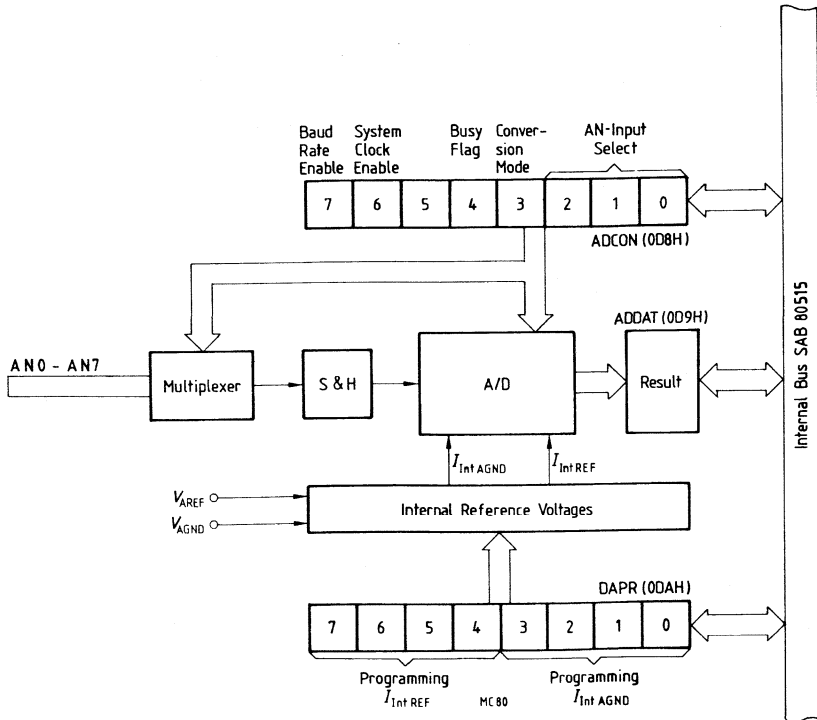 Baud Rate Enable
System Clock Enable
Busy Flag
Conver-sion Mode
AN-Input Select
7 6 5 4 3 2 1 0
ADCON (0D8H)
ADDAT (0D9H)
AN0 - AN7
Multiplexer
S & H
A/D
Result
Internal Bus SAB 80515
I Int AGND
I Int REF
VAREF
VAGND
Internal Reference Voltages
DAPR (0DAH)
7 6 5 4 3 2 1 0
Programming
I Int REF
MC 80
Programming
I Int AGND